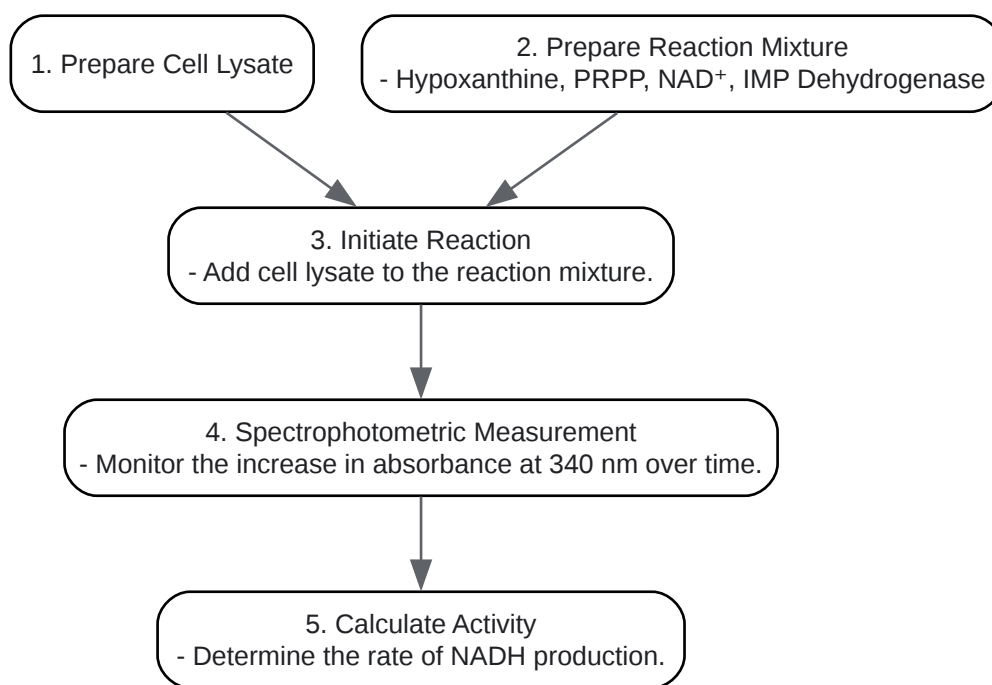 1. Prepare Cell Lysate
2. Prepare Reaction Mixture
- Hypoxanthine, PRPP, NAD⁺, IMP Dehydrogenase
3. Initiate Reaction
- Add cell lysate to the reaction mixture.
4. Spectrophotometric Measurement
- Monitor the increase in absorbance at 340 nm over time.
5. Calculate Activity
- Determine the rate of NADH production.